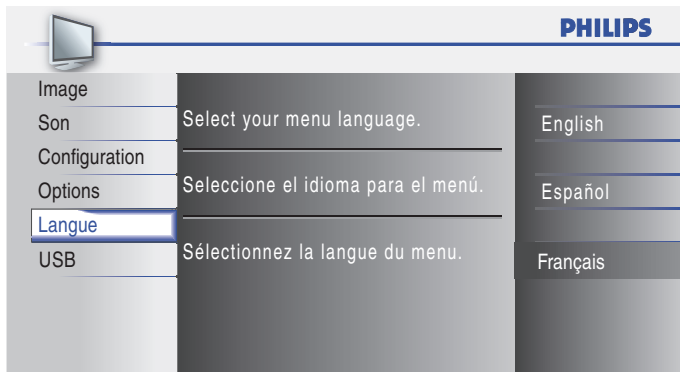 PHILIPS
Image
Son
Configuration
Options
Langue
USB
Select your menu language.
Seleccione el idioma para el menú.
Sélectionnez la langue du menu.
English
Español
Français